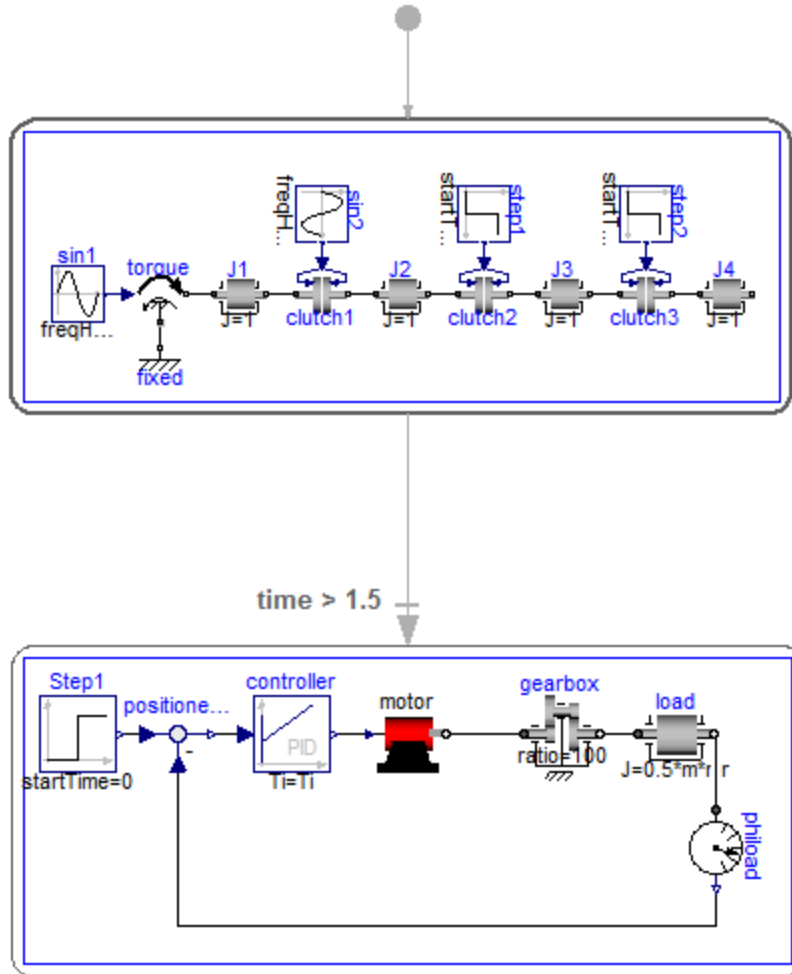 sin2
freqH...
step1
startT...
step2
startT...
sin1
torque
J1
J2
J3
J4
freqH...
J=1
clutch1
J=1
clutch2
J=1
clutch3
J=1
fixed
time > 1.5
Step1
positione...
controller
motor
gearbox
load
-
PID
startTime=0
Ti=Ti
ratio=100
J=0.5*m*r*r
phiload